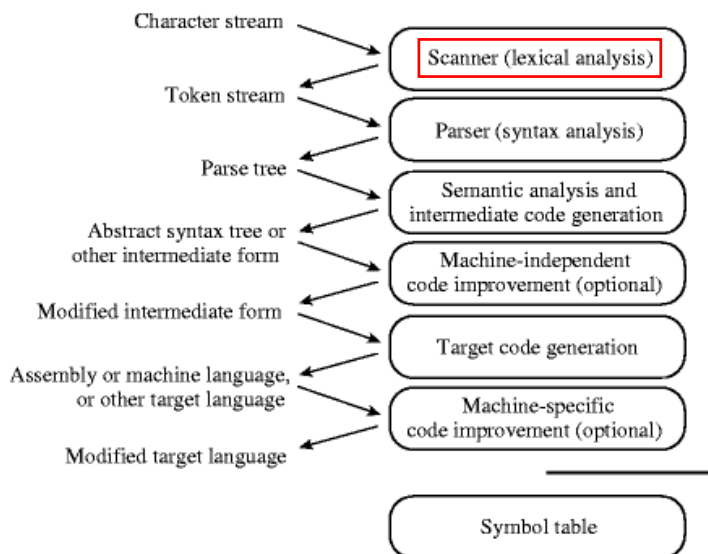 Character stream
Scanner (lexical analysis)
Token stream
Parser (syntax analysis)
Parse tree
Semantic analysis and
intermediate code generation
Abstract syntax tree or
other intermediate form
Machine-independent
code improvement (optional)
Modified intermediate form
Target code generation
Assembly or machine language,
or other target language
Machine-specific
code improvement (optional)
Modified target language
Symbol table